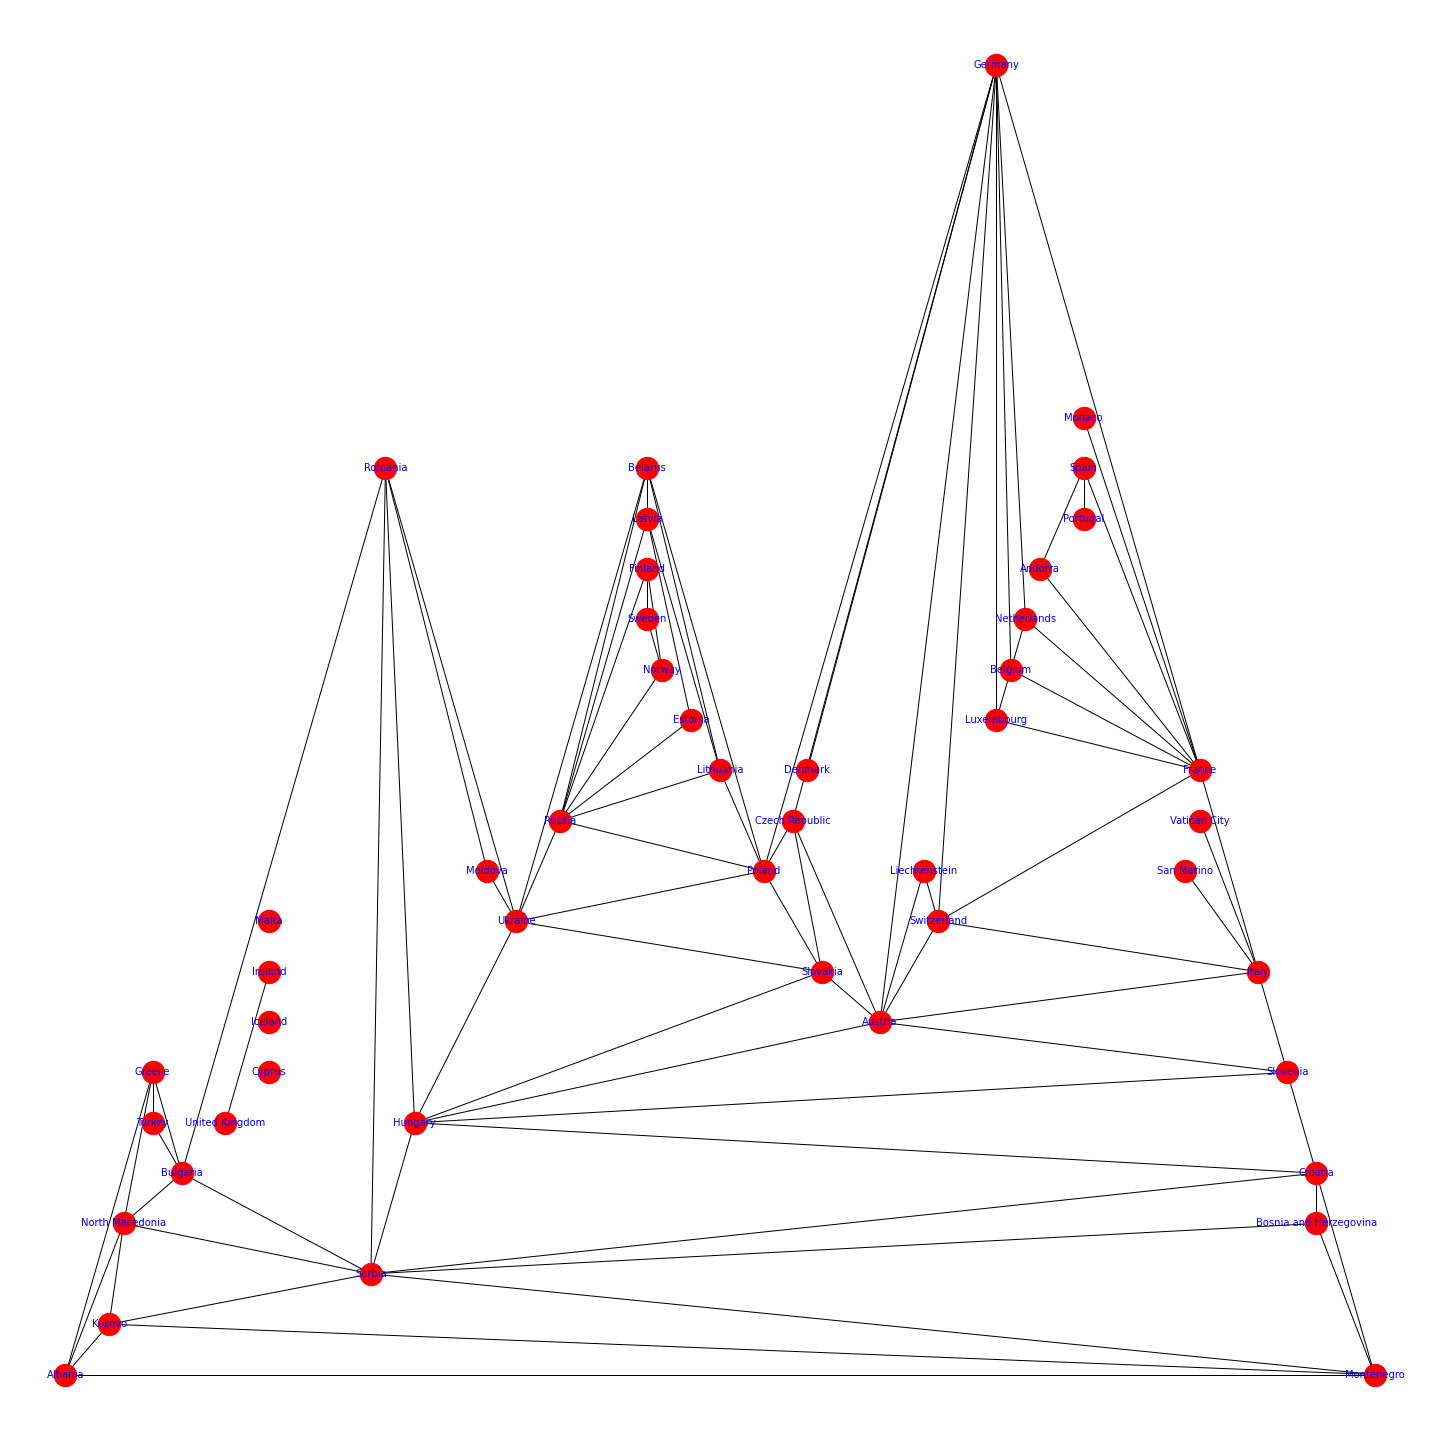 Germany
Monaco
Romania
Belarus
Spain
Latvia
Portugal
Finland
Andorra
Sweden
Netherlands
Norway
Belgium
Estonia
Luxembourg
Lithuania
Denmark
France
Russia
Czech Republic
Vatican City
Moldova
Poland
Liechtenstein
San Marino
Malta
Ukraine
Switzerland
Ireland
Slovakia
Italy
Iceland
Austria
Greece
Cyprus
Slovenia
Turkey
United Kingdom
Hungary
Bulgaria
Croatia
North Macedonia
Bosnia and Herzegovina
Serbia
Kosovo
Albania
Montenegro